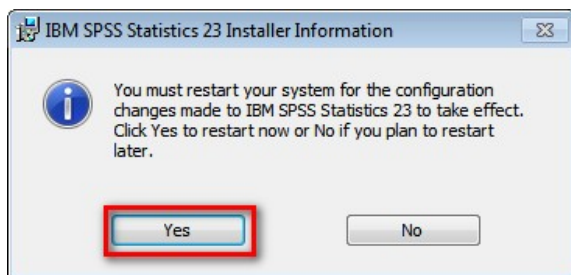 IBM SPSS Statistics 23 Installer Information
You must restart your system for the configuration
changes made to IBM SPSS Statistics 23 to take effect.
Click Yes to restart now or No if you plan to restart
later.
Yes
No